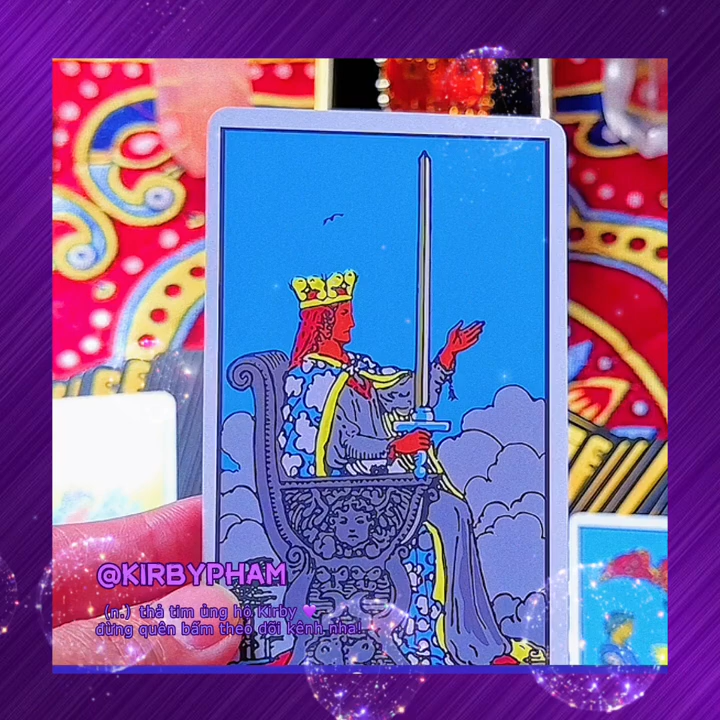 @KIRBYPHAM
(n.) thả tim ủng hộ Kirby
đừng quên bấm theo dõi kênh nha!